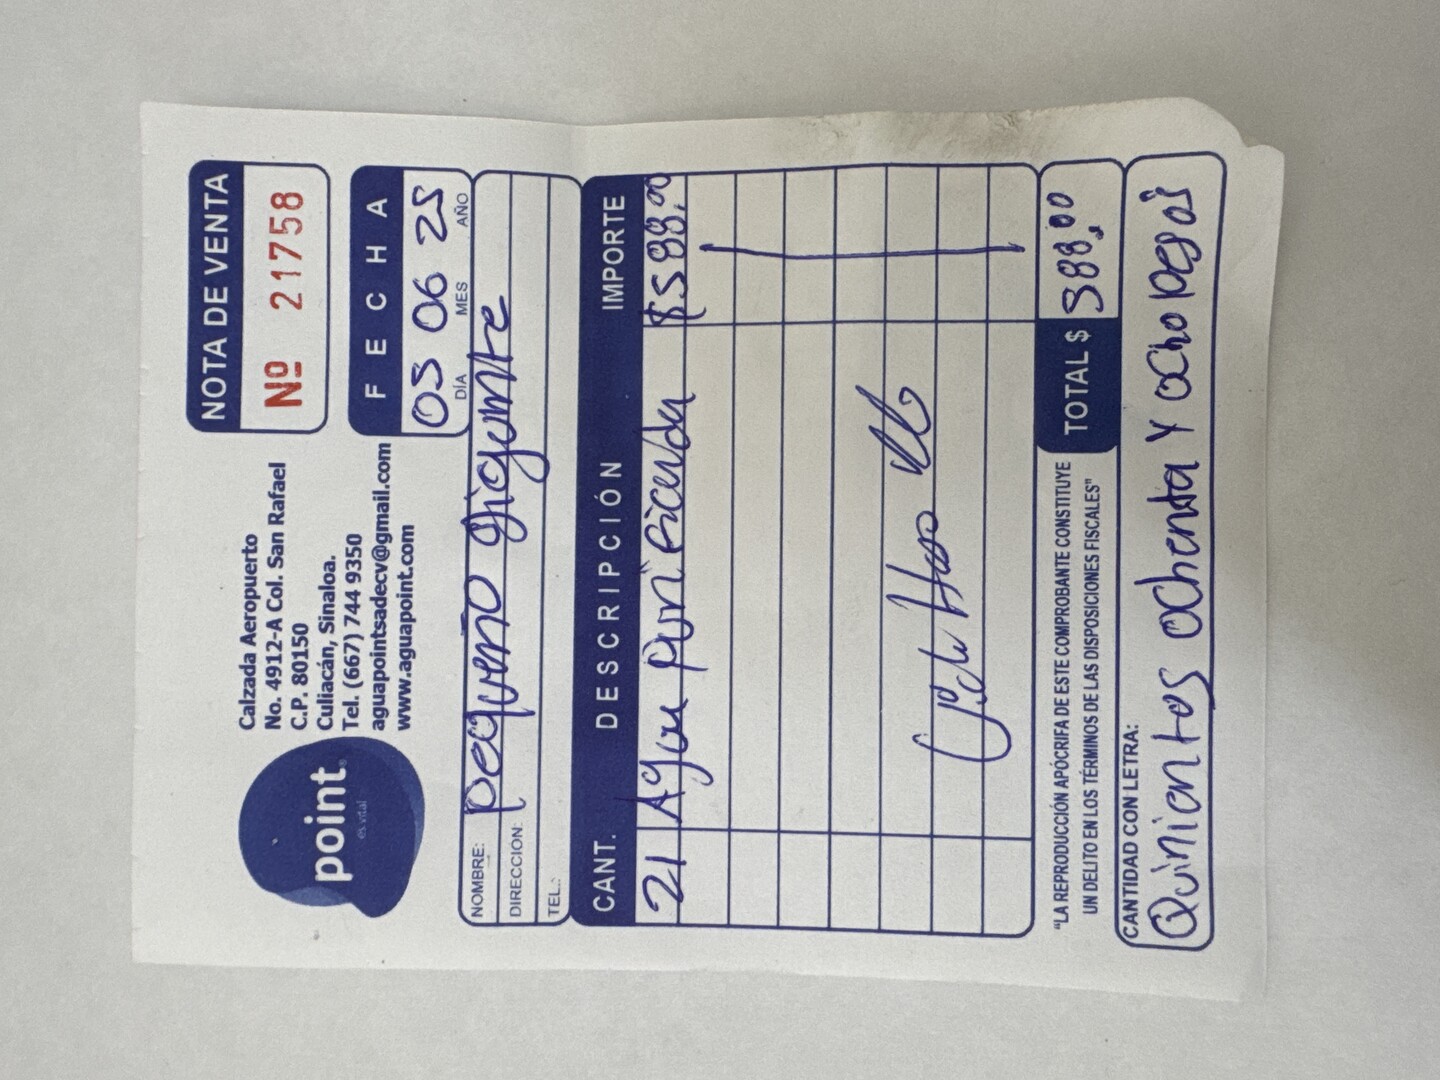 point®
es vital
Calzada Aeropuerto
No. 4912-A Col. San Rafael
C.P. 80150
Culiacán, Sinaloa.
Tel. (667) 744 9350
aguapointsadecv@gmail.com
www.aguapoint.com
NOTA DE VENTA
Nº 21758
FECHA
05 06 25
DÍA MES AÑO
NOMBRE: pequeño gigante
DIRECCION:
TEL.:
CANT. DESCRIPCIÓN IMPORTE
21 Agua purificada $588.00
"LA REPRODUCCIÓN APÓCRIFA DE ESTE COMPROBANTE CONSTITUYE
UN DELITO EN LOS TÉRMINOS DE LAS DISPOSICIONES FISCALES"
TOTAL $ 588.00
CANTIDAD CON LETRA:
Quinientos ochenta Y ocho pesos